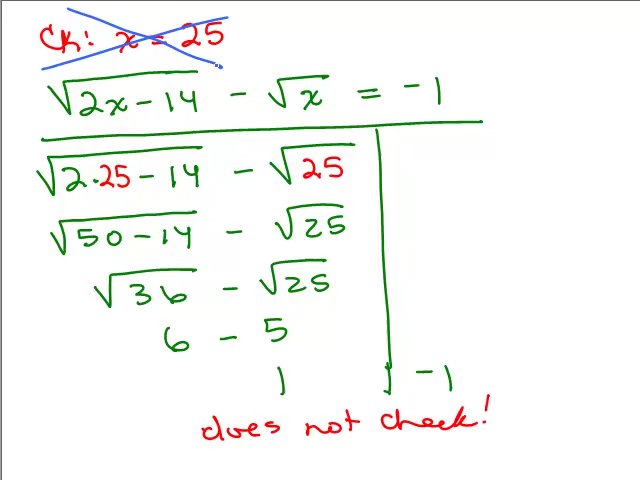 Ck: x = 25
√(2x − 14) − √x = −1
√(2·25 − 14) − √25
√(50 − 14) − √25
√36 − √25
6 − 5
1 | −1
does not check!